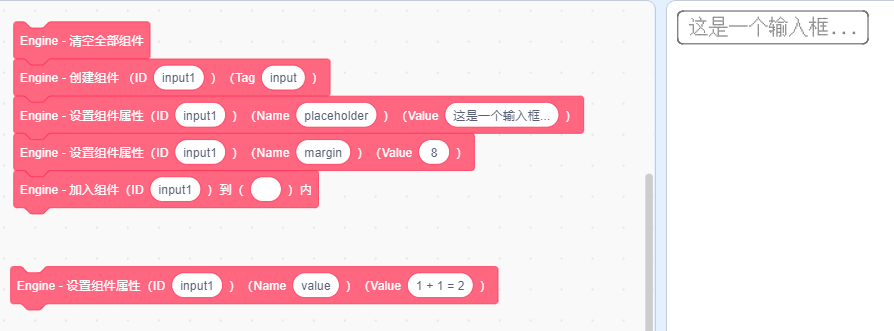 Engine - 清空全部组件
这是一个输入框...
Engine - 创建组件 (ID input1 ) (Tag input )
Engine - 设置组件属性 (ID input1 ) (Name placeholder ) (Value 这是一个输入框... )
Engine - 设置组件属性 (ID input1 ) (Name margin ) (Value 8 )
Engine - 加入组件 (ID input1 ) 到 ( ) 内
Engine - 设置组件属性 (ID input1 ) (Name value ) (Value 1 + 1 = 2 )